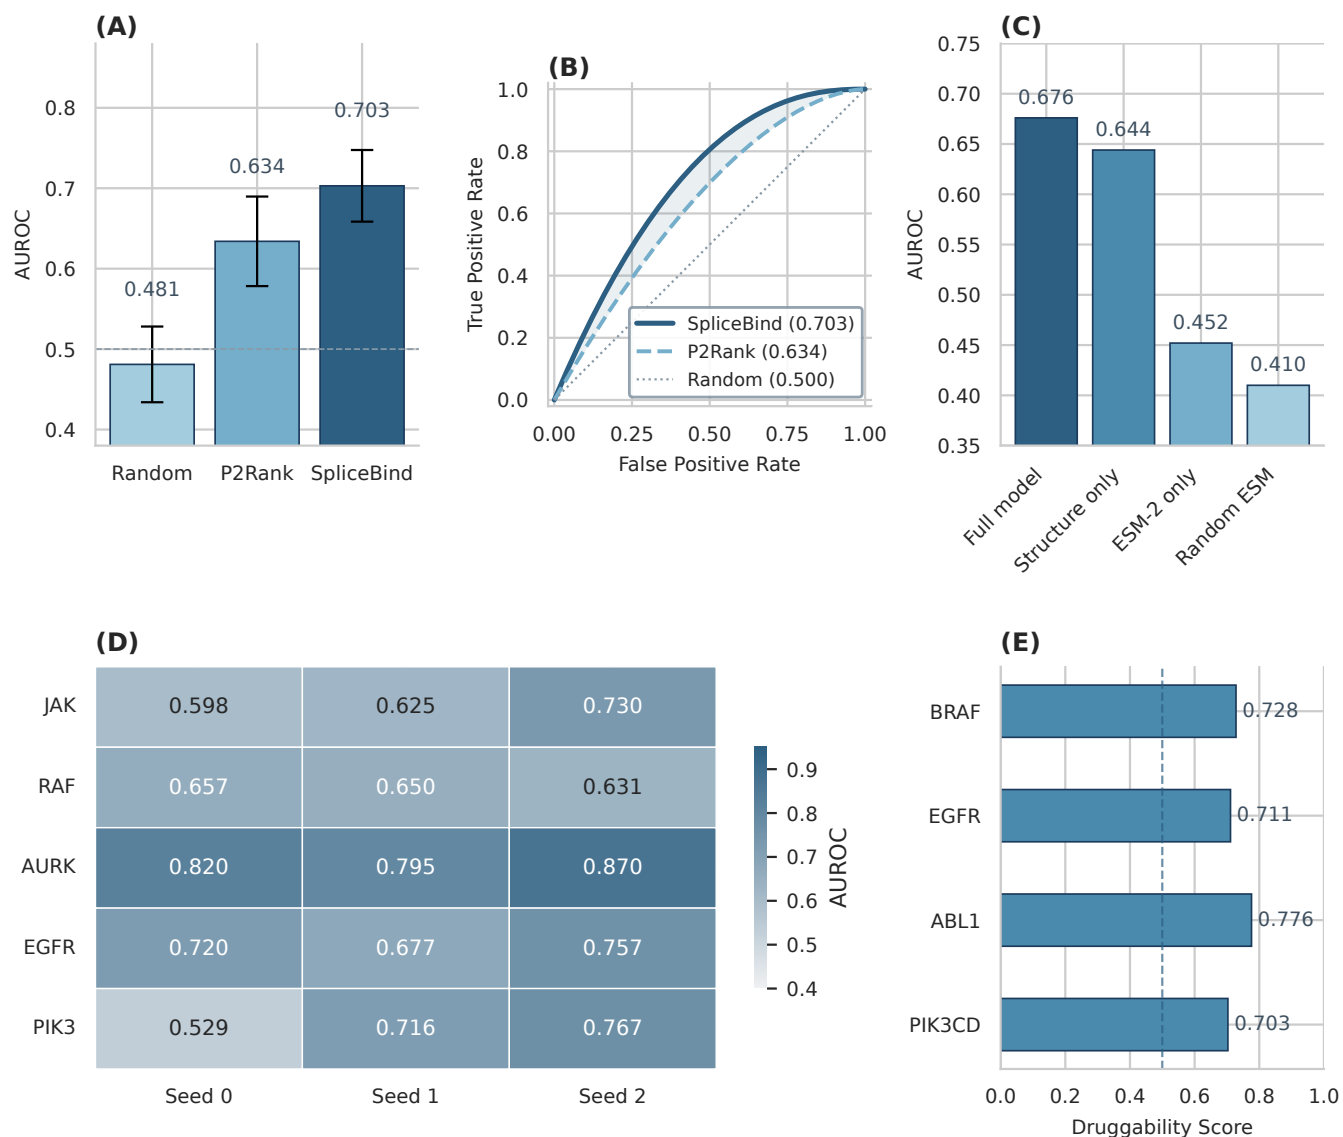 (A)
AUROC
0.8
0.7
0.6
0.5
0.4
0.481
0.634
0.703
Random
P2Rank
SpliceBind
(B)
True Positive Rate
1.0
0.8
0.6
0.4
0.2
0.0
SpliceBind (0.703)
P2Rank (0.634)
Random (0.500)
0.00
0.25
0.50
0.75
1.00
False Positive Rate
(C)
AUROC
0.75
0.70
0.65
0.60
0.55
0.50
0.45
0.40
0.35
0.676
0.644
0.452
0.410
Full model
Structure only
ESM-2 only
Random ESM
(D)
JAK
0.598
0.625
0.730
RAF
0.657
0.650
0.631
AURK
0.820
0.795
0.870
EGFR
0.720
0.677
0.757
PIK3
0.529
0.716
0.767
Seed 0
Seed 1
Seed 2
0.9
0.8
0.7
0.6
0.5
0.4
AUROC
(E)
BRAF
0.728
EGFR
0.711
ABL1
0.776
PIK3CD
0.703
0.0
0.2
0.4
0.6
0.8
1.0
Druggability Score